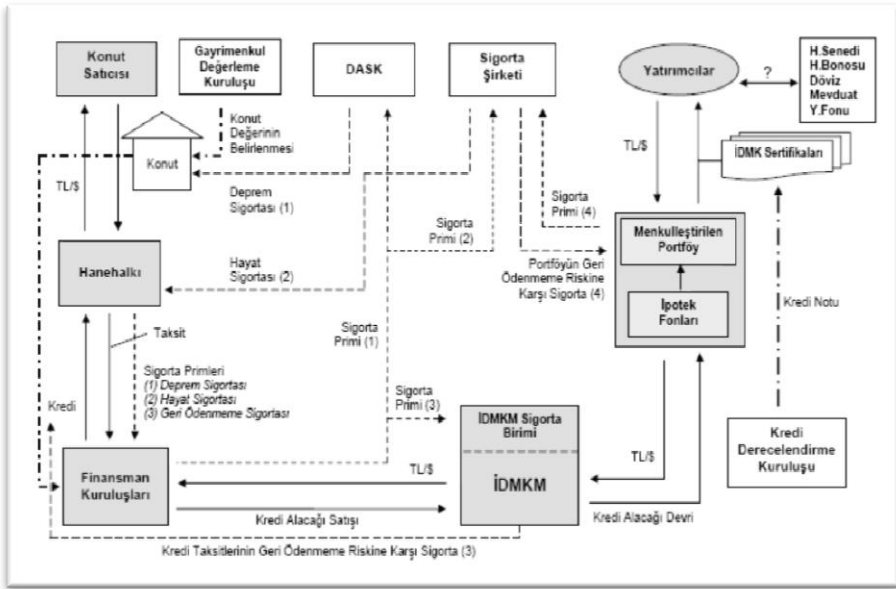 Konut
Satıcısı
Gayrimenkul
Değerleme
Kuruluşu
DASK
Sigorta
Şirketi
Yatırımcılar
?
H.Senedi
H.Bonosu
Döviz
Mevduat
Y.Fonu
Konut
Değerinin
Belirlenmesi
Konut
TL/$
TL/$
İDMK Sertifikaları
Deprem
Sigortası (1)
Sigorta
Primi (2)
Sigorta
Primi (4)
Menkulleştirilen
Portföy
Hanehalkı
Hayat
Sigortası (2)
Portföyün Geri
Ödenmeme Riskine
Karşı Sigorta (4)
İpotek
Fonları
Kredi Notu
Taksit
Sigorta
Primi (1)
Sigorta Primleri
(1) Deprem Sigortası
(2) Hayat Sigortası
(3) Geri Ödenmeme Sigortası
Kredi
Sigorta
Primi (3)
İDMKM Sigorta
Birimi
Kredi
Derecelendirme
Kuruluşu
Finansman
Kuruluşları
TL/$
İDMKM
TL/$
Kredi Alacağı Satışı
Kredi Alacağı Devri
Kredi Taksitlerinin Geri Ödenmeme Riskine Karşı Sigorta (3)